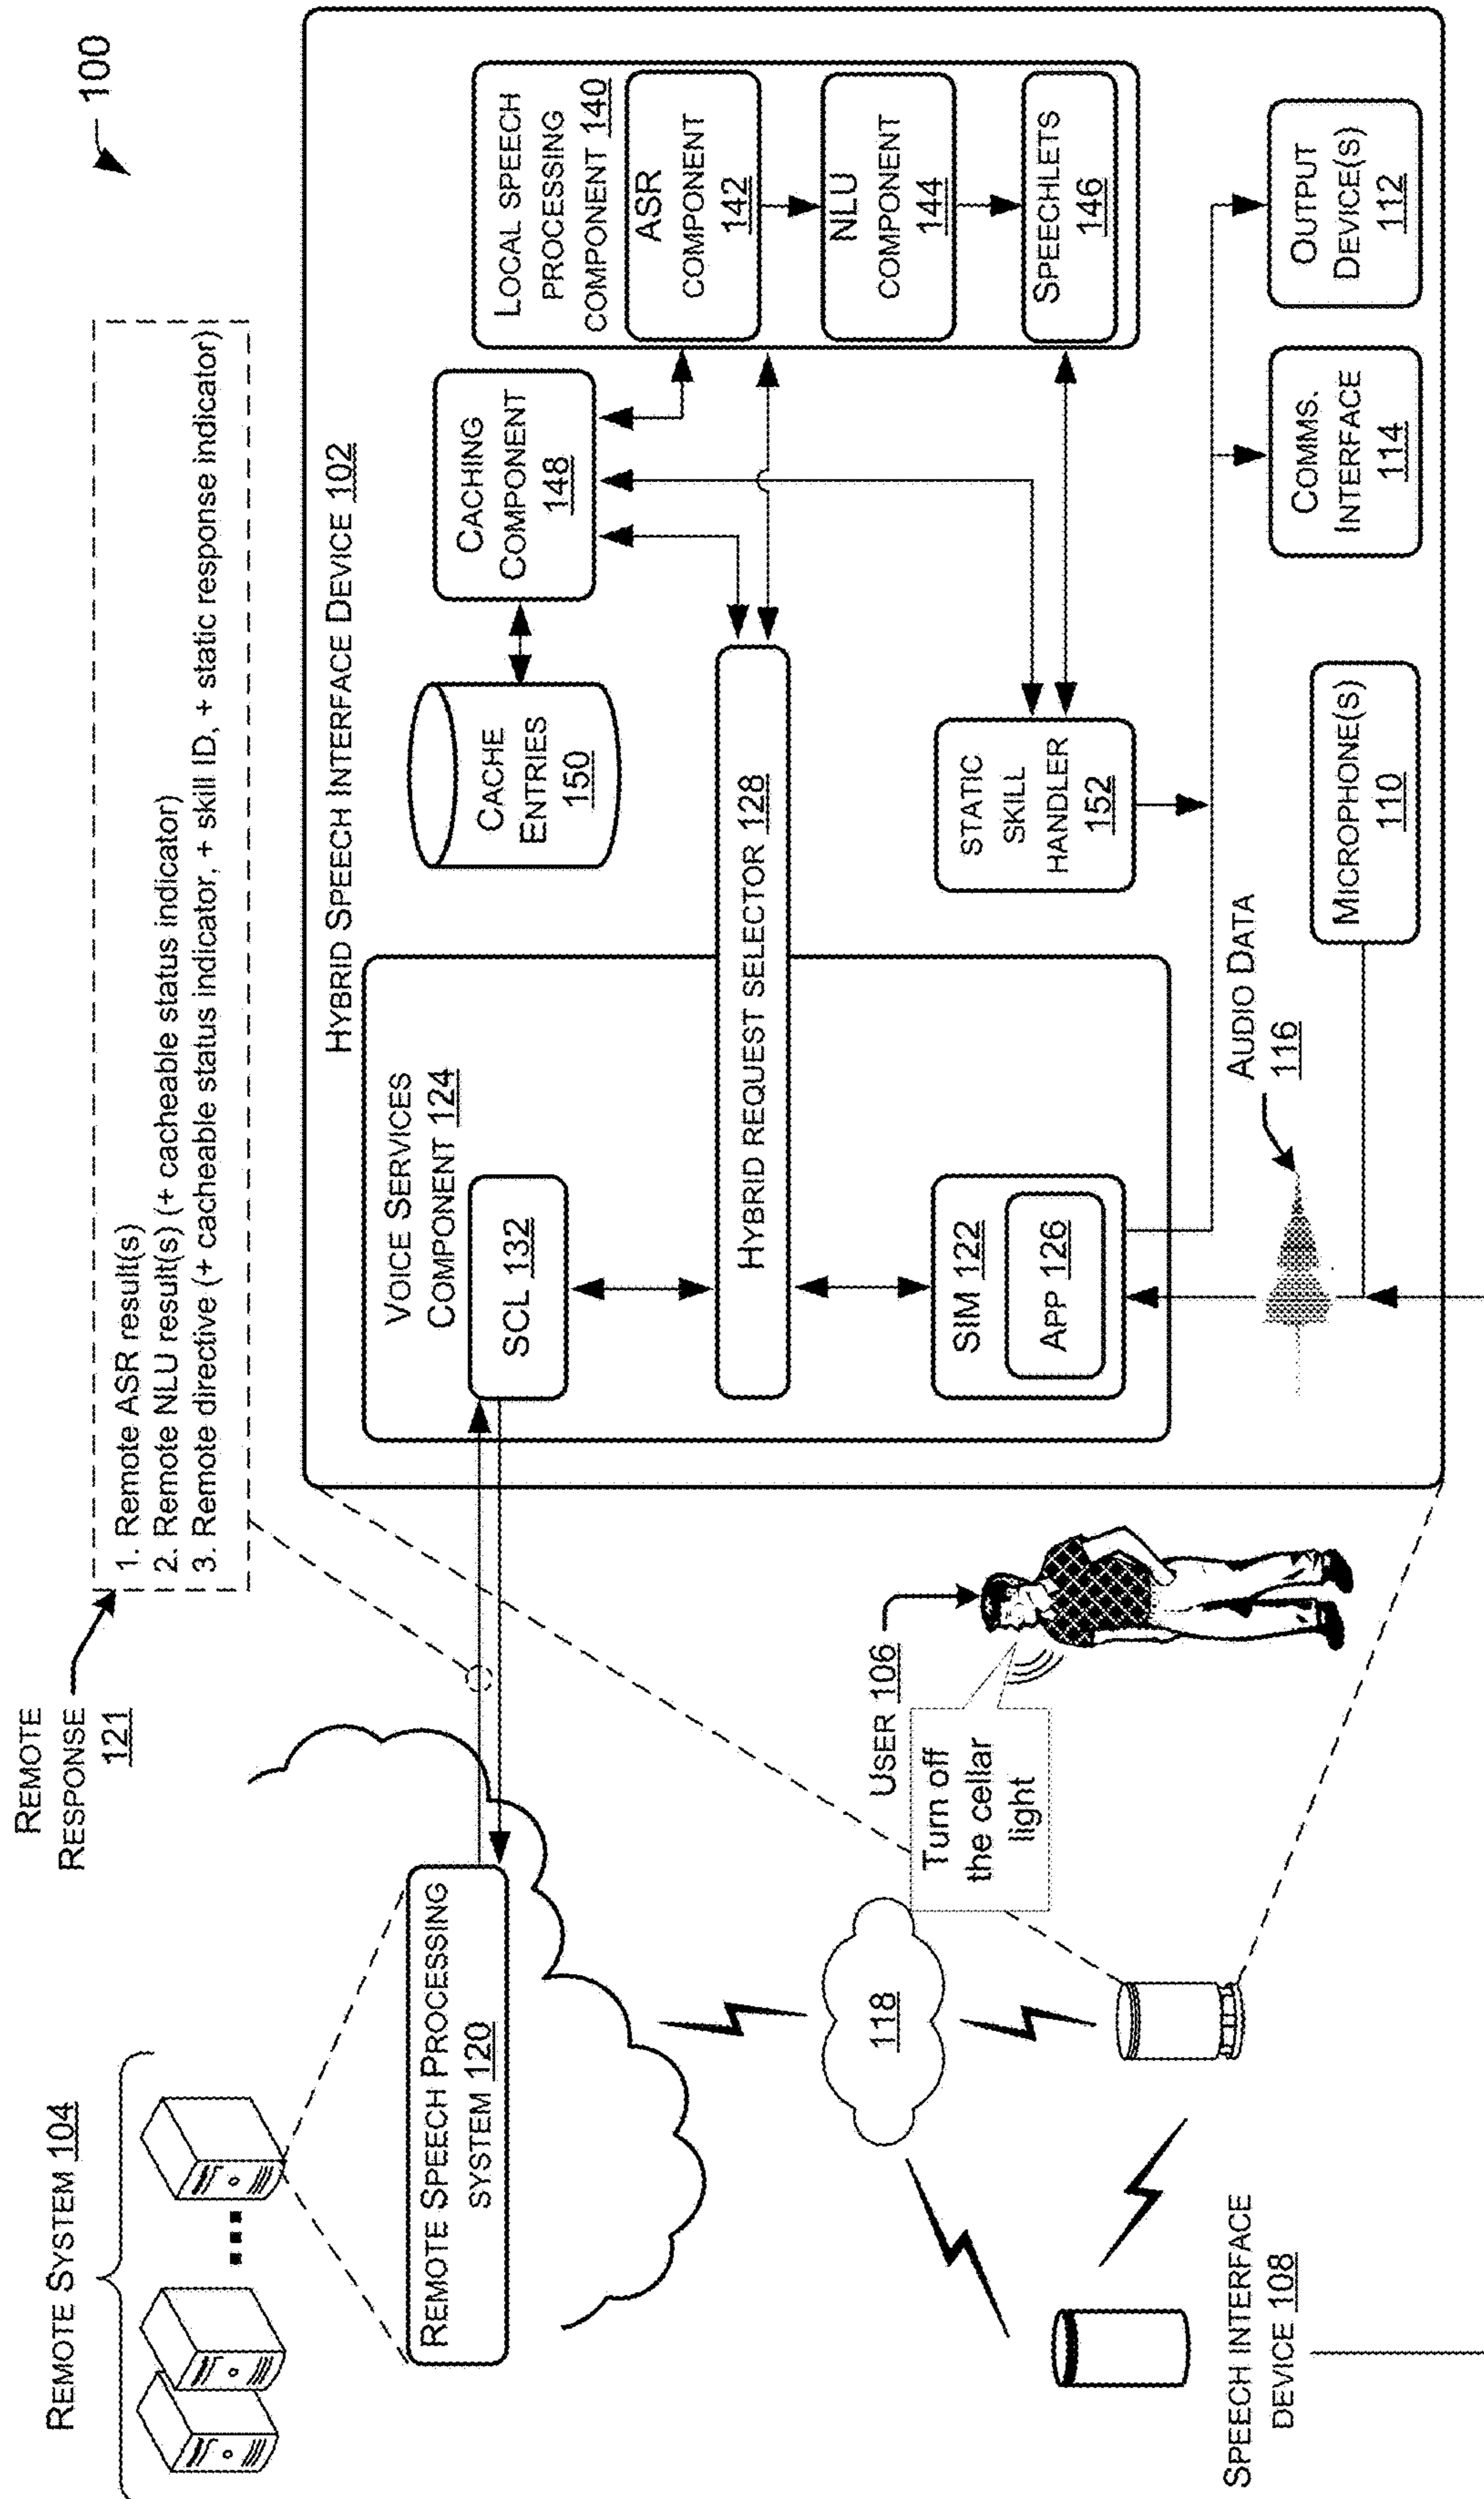 100
REMOTE
RESPONSE
121
1. Remote ASR result(s)
2. Remote NLU result(s) (+ cacheable status indicator)
3. Remote directive (+ cacheable status indicator, + skill ID, + static response indicator)
REMOTE SYSTEM 104
REMOTE SPEECH PROCESSING
SYSTEM 120
118
USER 106
Turn off
the cellar
light
SPEECH INTERFACE
DEVICE 108
HYBRID SPEECH INTERFACE DEVICE 102
VOICE SERVICES
COMPONENT 124
SCL 132
HYBRID REQUEST SELECTOR 128
SIM 122
APP 126
CACHE
ENTRIES
150
CACHING
COMPONENT
148
LOCAL SPEECH
PROCESSING
COMPONENT 140
ASR
COMPONENT
142
NLU
COMPONENT
144
SPEECHLETS
146
STATIC
SKILL
HANDLER
152
AUDIO DATA
116
MICROPHONE(S)
110
COMMS.
INTERFACE
114
OUTPUT
DEVICE(S)
112